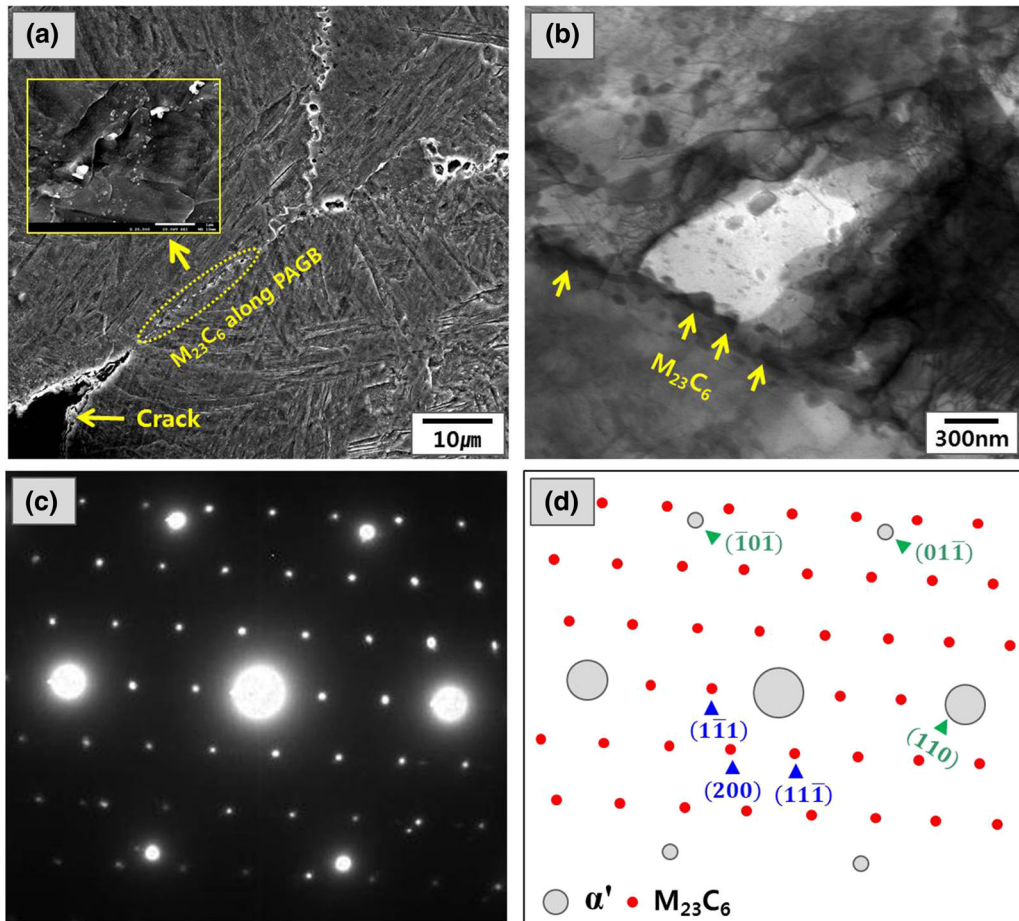 (a)
M₂₃C₆ along PAGB
Crack
10μm
(b)
M₂₃C₆
300nm
(c)
(d)
(1̅01̅)
(011̅)
(11̅1)
(110)
(200)
(111̅)
α' M₂₃C₆